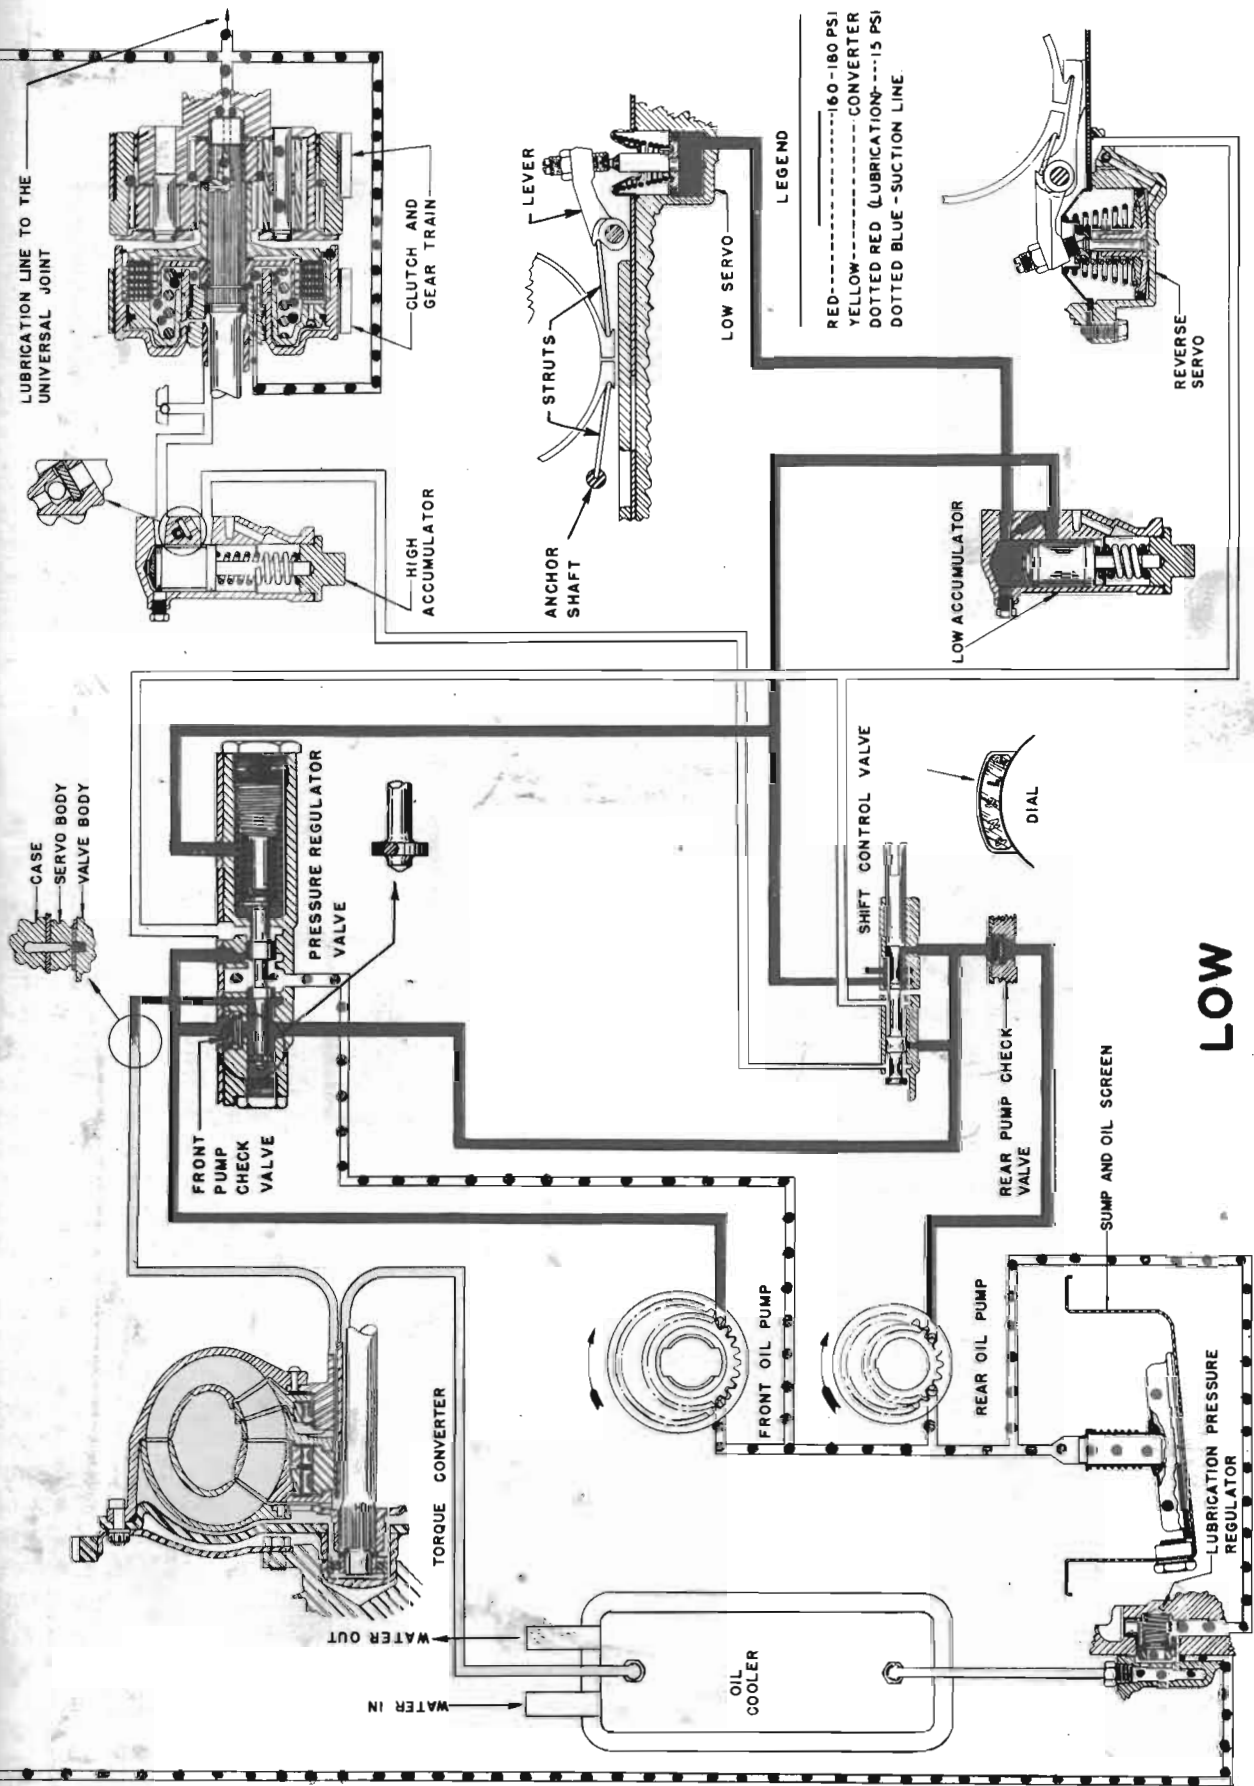 LUBRICATION LINE TO THE
UNIVERSAL JOINT
CLUTCH AND
GEAR TRAIN
HIGH
ACCUMULATOR
LEVER
STRUTS
ANCHOR
SHAFT
LOW SERVO
LEGEND
RED------------160-180 PSI
YELLOW-----------CONVERTER
DOTTED RED (LUBRICATION)----15 PSI
DOTTED BLUE - SUCTION LINE
REVERSE
SERVO
LOW ACCUMULATOR
CASE
SERVO BODY
VALVE BODY
PRESSURE REGULATOR
VALVE
FRONT
PUMP
CHECK
VALVE
SHIFT CONTROL VALVE
L
DIAL
REAR PUMP CHECK
VALVE
LOW
SUMP AND OIL SCREEN
TORQUE CONVERTER
FRONT OIL PUMP
REAR OIL PUMP
WATER OUT
WATER IN
OIL
COOLER
LUBRICATION PRESSURE
REGULATOR